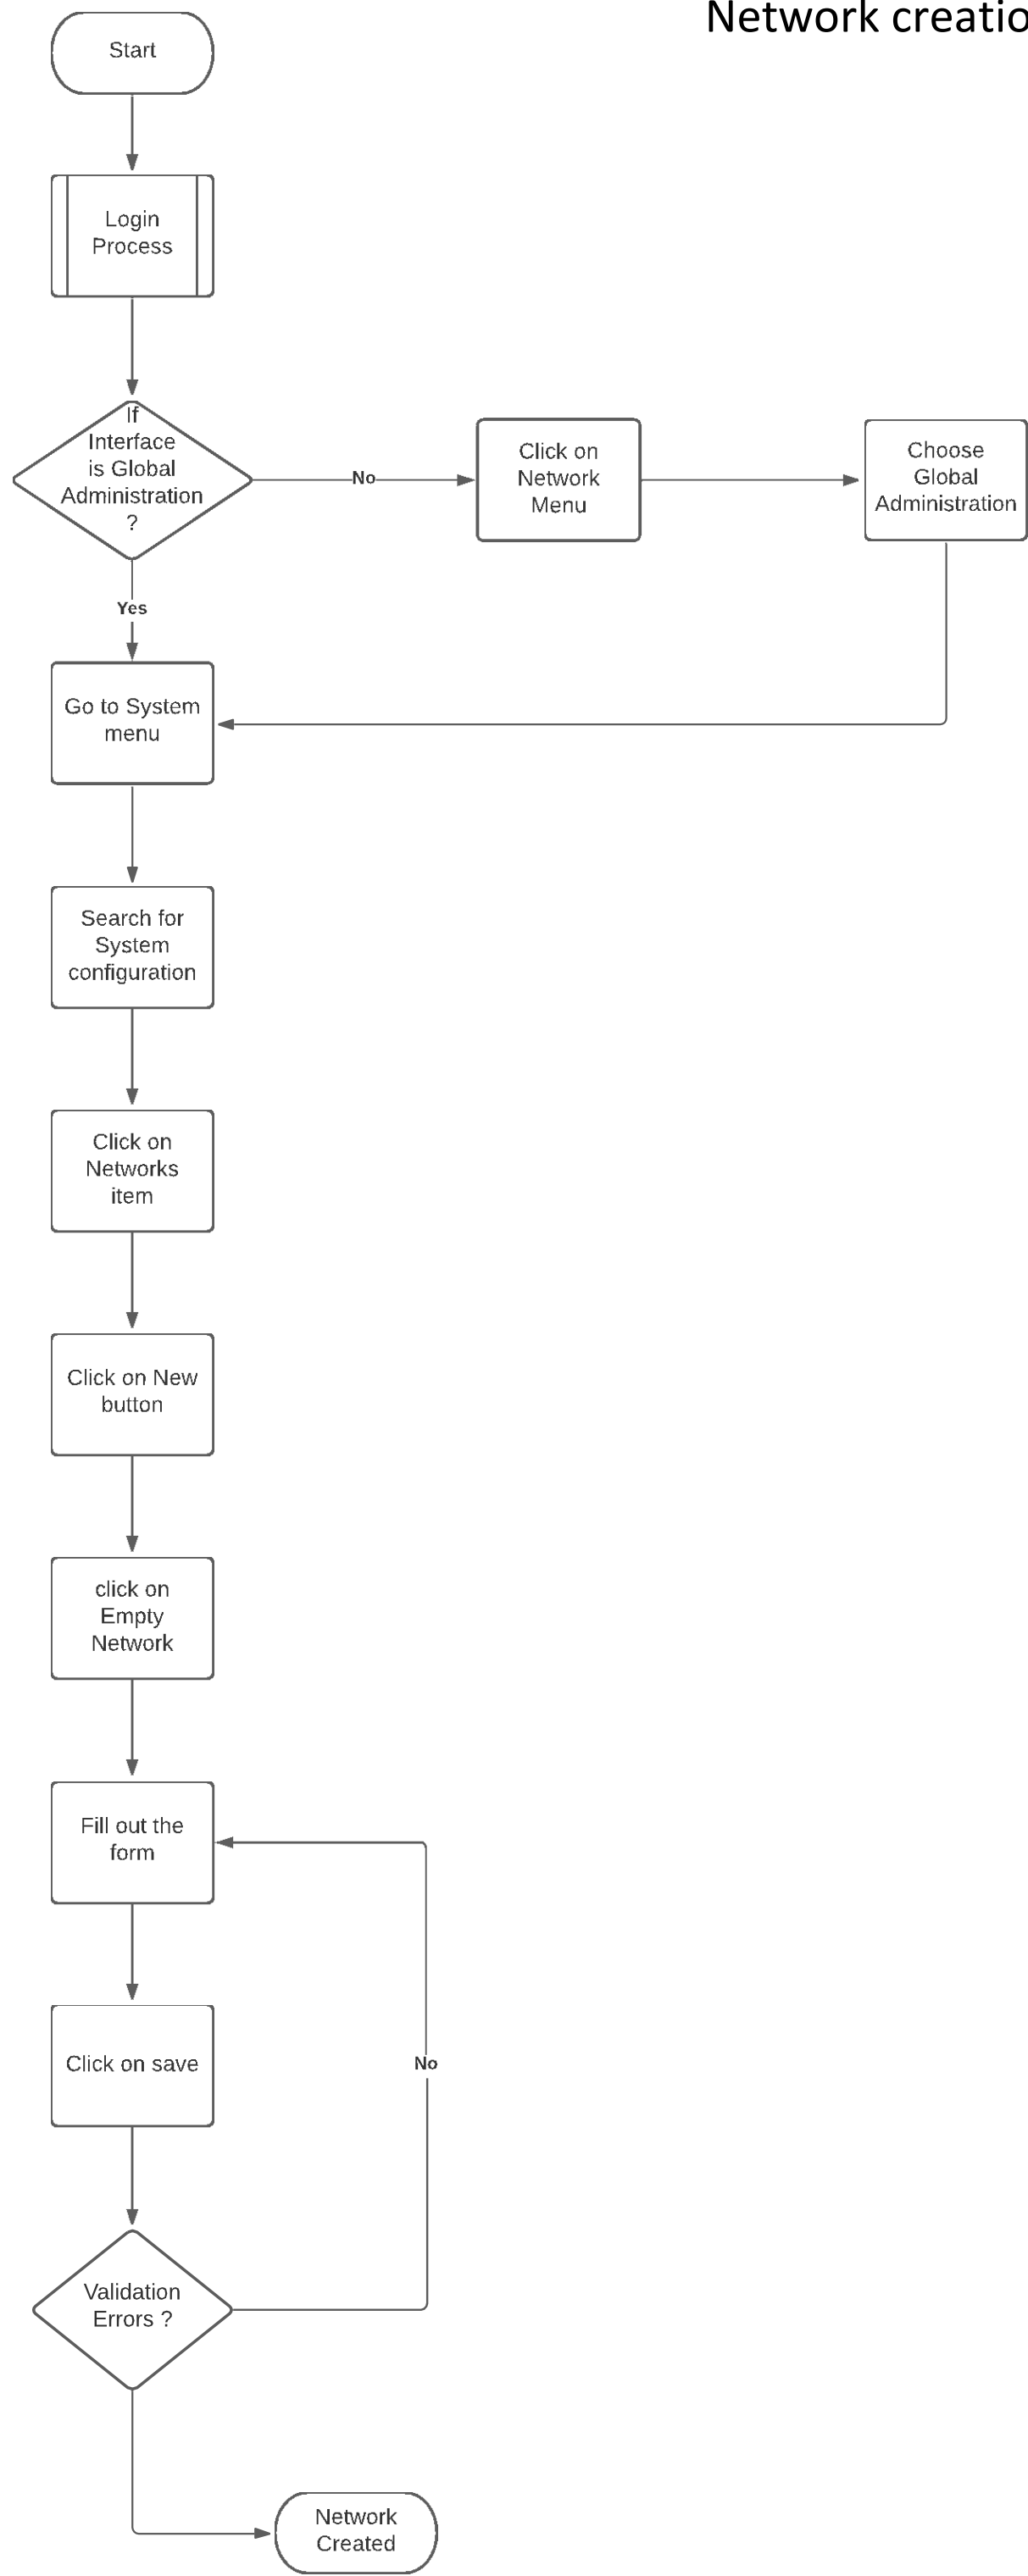 Network creatio
Start
Login
Process
If
Interface
is Global
Administration
?
No
Click on
Network
Menu
Choose
Global
Administration
Yes
Go to System
menu
Search for
System
configuration
Click on
Networks
item
Click on New
button
click on
Empty
Network
Fill out the
form
Click on save
No
Validation
Errors ?
Network
Created